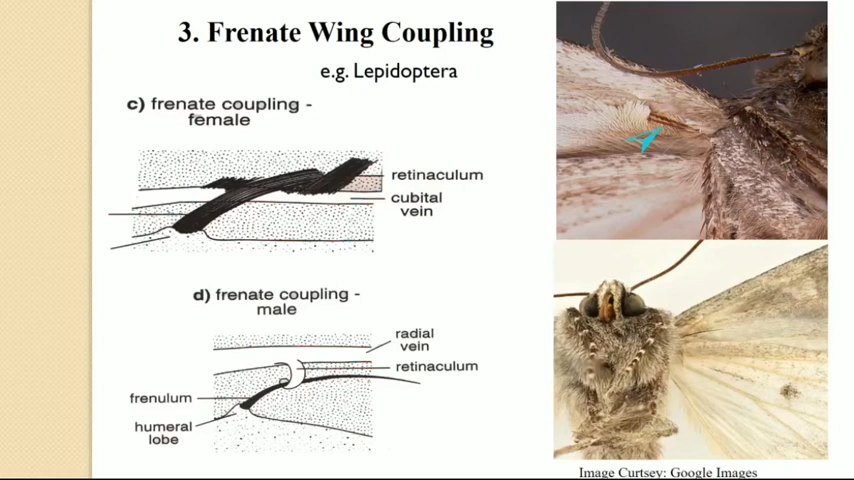 3. Frenate Wing Coupling
e.g. Lepidoptera
c) frenate coupling -
female
retinaculum
cubital
vein
d) frenate coupling -
male
radial
vein
retinaculum
frenulum
humeral
lobe
Image Curtsey: Google Images